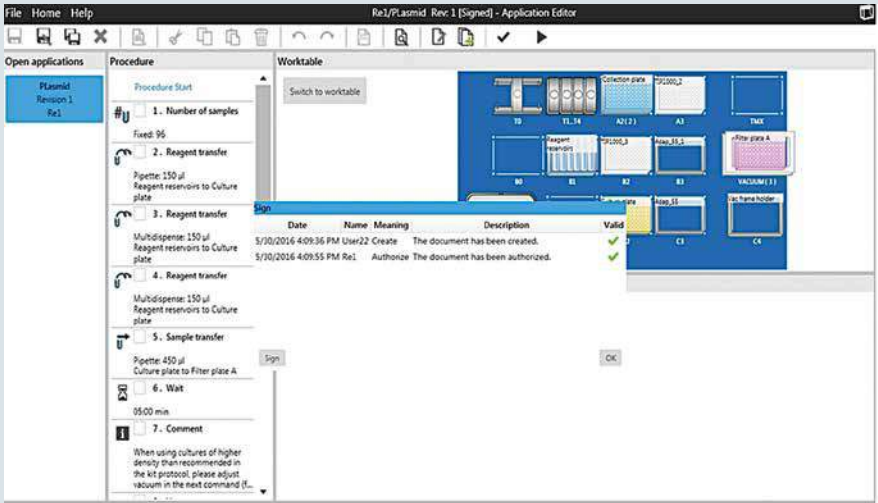 File Home Help
Re1/PLasmid Rev: 1 [Signed] - Application Editor
Open applications
Procedure
Worktable
PLasmid
Revision 1
Re1
Procedure Start
1. Number of samples
Fixed: 96
2. Reagent transfer
Pipette: 150 µl
Reagent reservoirs to Culture
plate
3. Reagent transfer
Multidispense: 150 µl
Reagent reservoirs to Culture
plate
4. Reagent transfer
Multidispense: 150 µl
Reagent reservoirs to Culture
plate
5. Sample transfer
Pipette: 450 µl
Culture plate to Filter plate A
6. Wait
05:00 min
7. Comment
When using cultures of higher
density than recommended in
the kit protocol, please adjust
vacuum in the next command (f...
Switch to worktable
Collection plate
TIP1000_2
T0
T1..T4
A2(2)
A3
TMX
Reagent
reservoirs
TIP1000_3
Adap_SS_1
Filter plate A
B0
B1
B2
B3
VACUUM(3)
Adap_SS
Vac frame holder
C3
C4
Sign
Date Name Meaning Description Valid
5/30/2016 4:09:36 PM User22 Create The document has been created.
5/30/2016 4:09:55 PM Re1 Authorize The document has been authorized.
Sign
OK